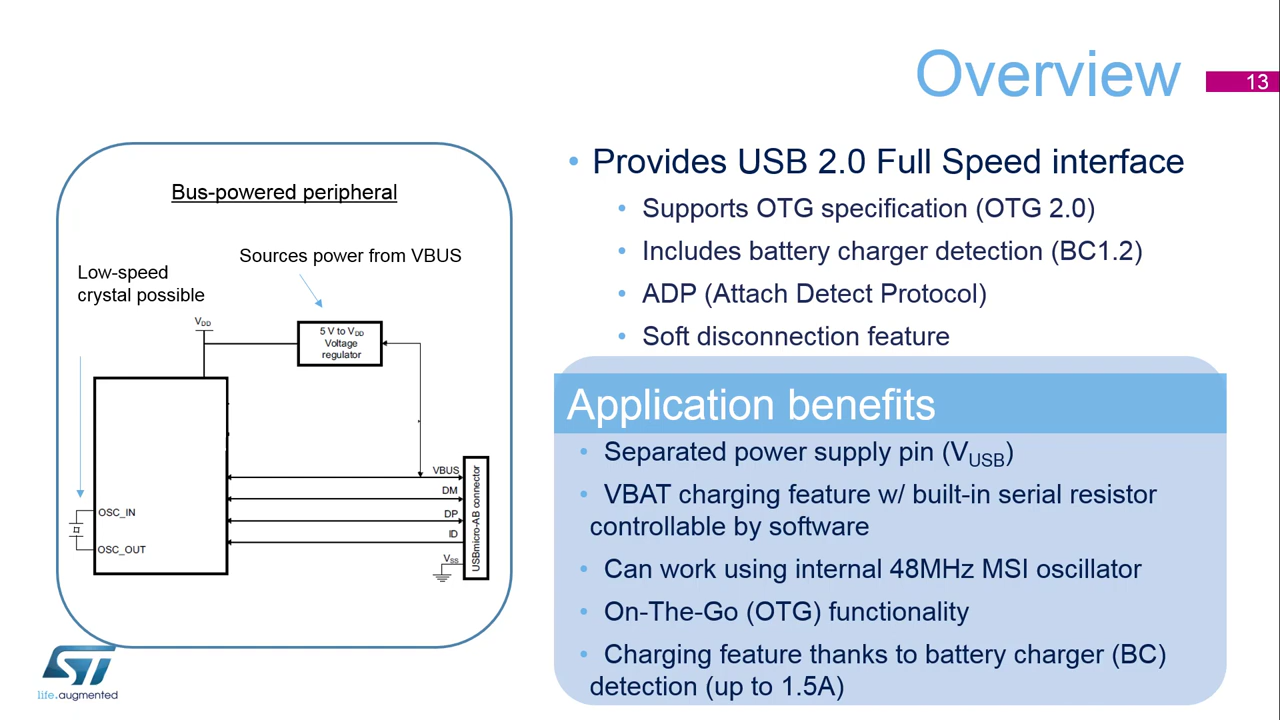 Overview
13
Bus-powered peripheral
Sources power from VBUS
Low-speed
crystal possible
VDD
5 V to VDD
Voltage
regulator
VBUS
DM
DP
ID
VSS
USBmicro-AB connector
OSC_IN
OSC_OUT
• Provides USB 2.0 Full Speed interface
• Supports OTG specification (OTG 2.0)
• Includes battery charger detection (BC1.2)
• ADP (Attach Detect Protocol)
• Soft disconnection feature
Application benefits
• Separated power supply pin (VUSB)
• VBAT charging feature w/ built-in serial resistor
controllable by software
• Can work using internal 48MHz MSI oscillator
• On-The-Go (OTG) functionality
• Charging feature thanks to battery charger (BC)
detection (up to 1.5A)
ST
life.augmented